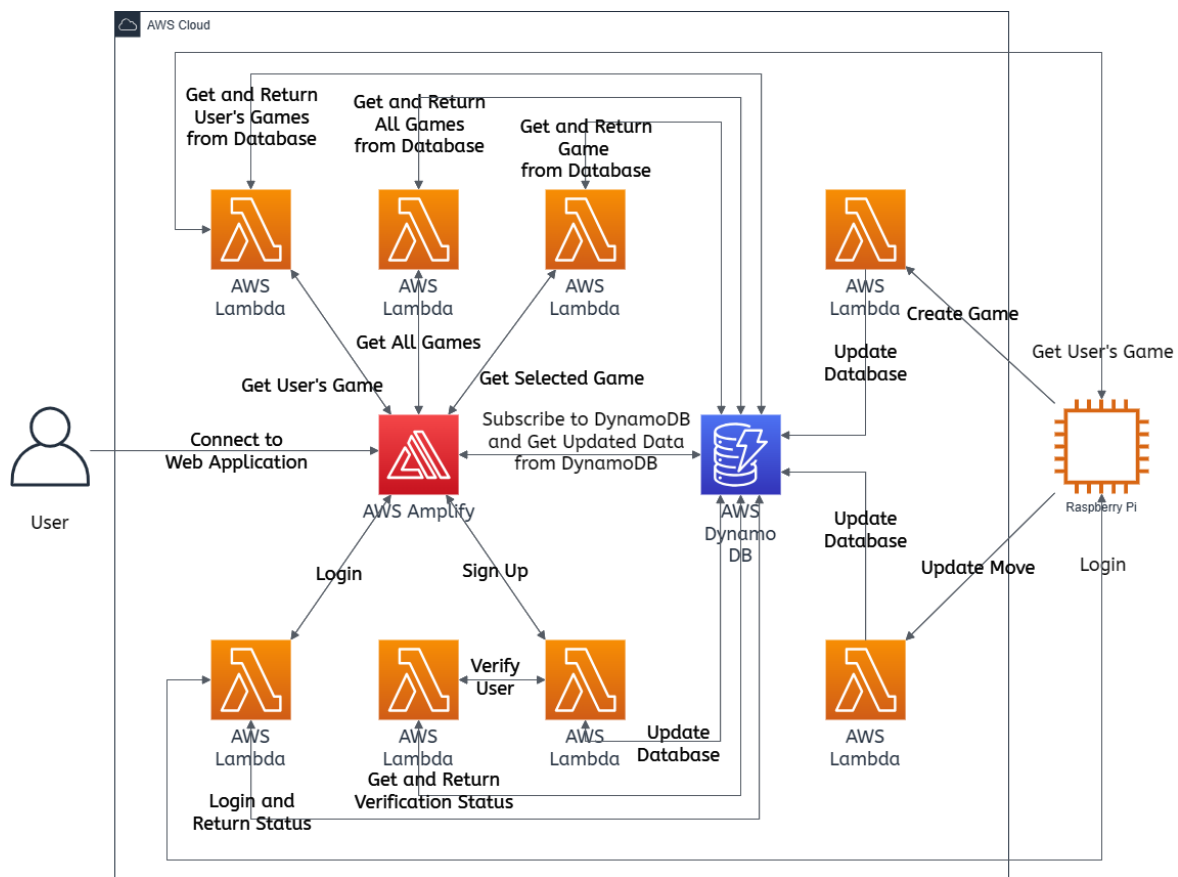 AWS Cloud
Get and Return
User's Games
from Database
Get and Return
All Games
from Database
Get and Return
Game
from Database
AWS
Lambda
AWS
Lambda
AWS
Lambda
AWS
Lambda
Create Game
Get All Games
Update
Database
Get User's Game
Get User's Game
Get Selected Game
Connect to
Web Application
Subscribe to DynamoDB
and Get Updated Data
from DynamoDB
User
AWS Amplify
AWS
Dynamo
DB
Raspberry Pi
Update
Database
Login
Sign Up
Update Move
Login
Verify
User
AWS
Lambda
AWS
Lambda
AWS
Lambda
Update
Database
AWS
Lambda
Get and Return
Verification Status
Login and
Return Status